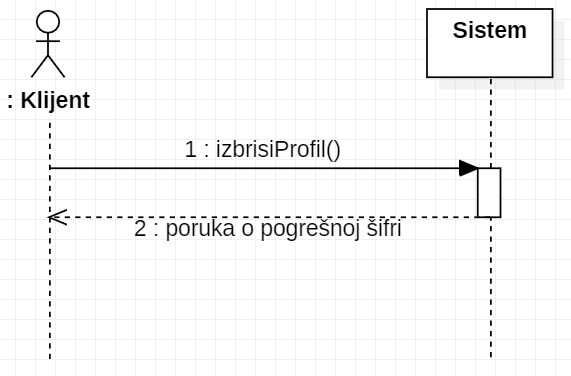 Sistem
: Klijent
1 : izbrisiProfil()
2 : poruka o pogrešnoj šifri